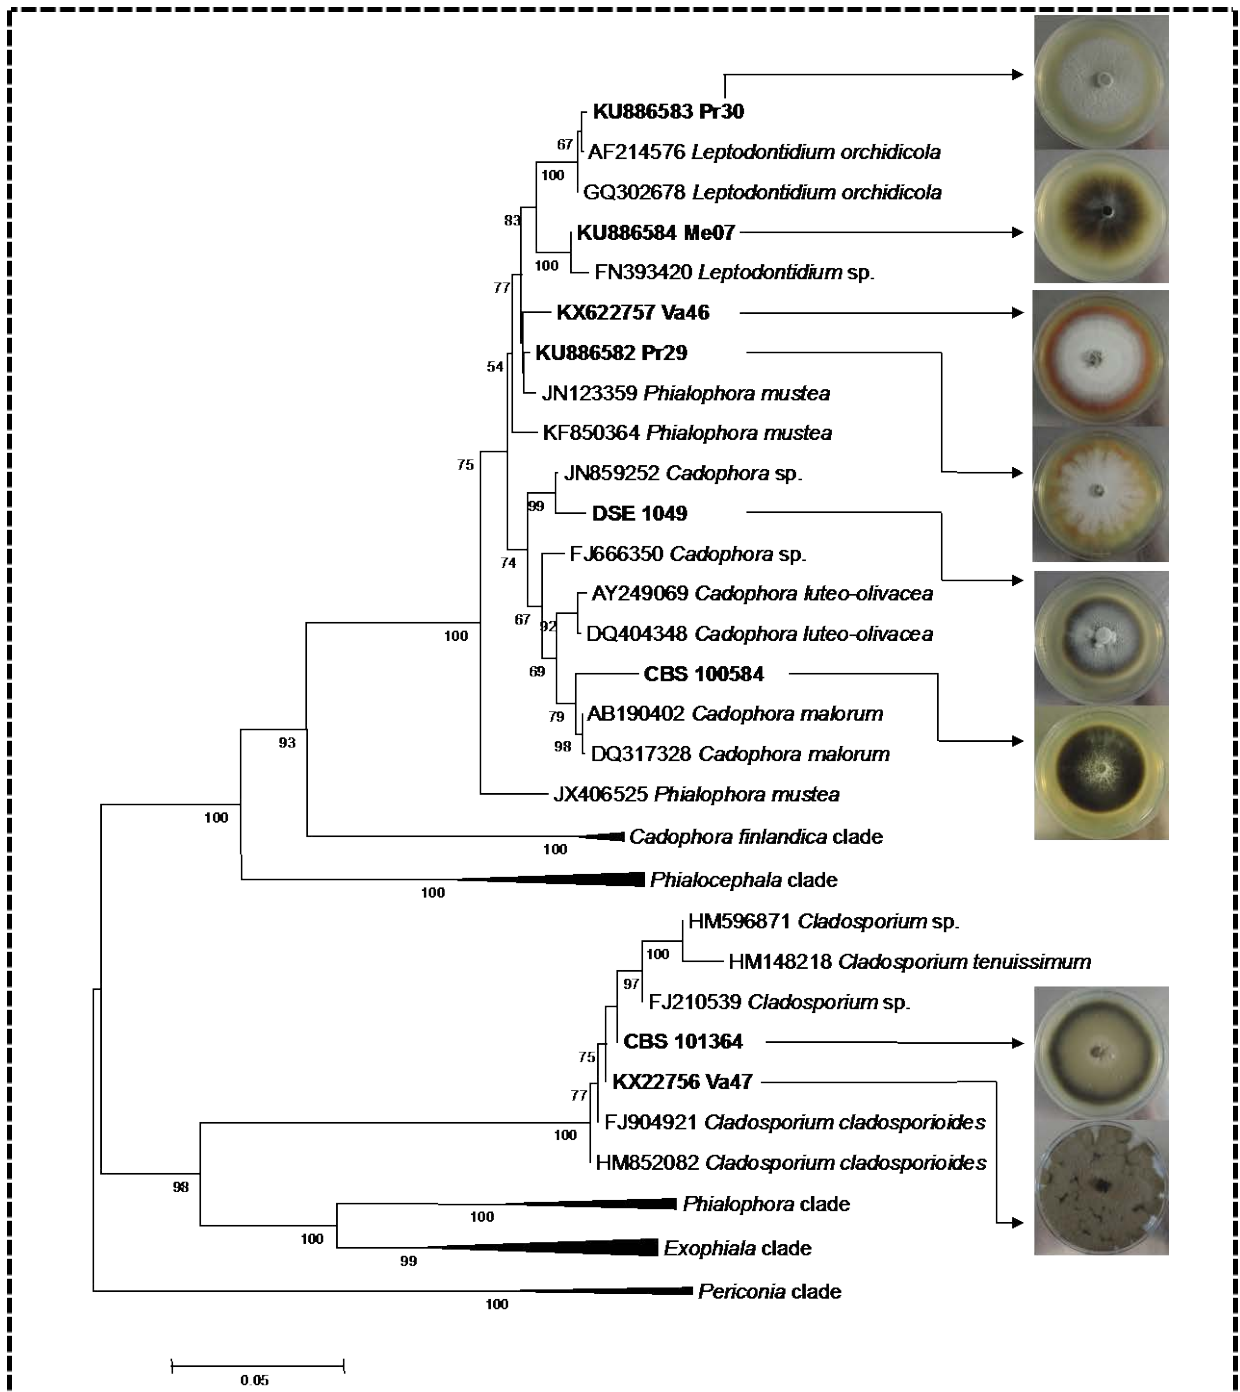 KU886583 Pr30
67
AF214576 Leptodontidium orchidicola
100
GQ302678 Leptodontidium orchidicola
83
KU886584 Me07
100
FN393420 Leptodontidium sp.
77
KX622757 Va46
KU886582 Pr29
54
JN123359 Phialophora mustea
KF850364 Phialophora mustea
75
JN859252 Cadophora sp.
99
DSE 1049
FJ666350 Cadophora sp.
74
AY249069 Cadophora luteo-olivacea
67
92
DQ404348 Cadophora luteo-olivacea
100
69
CBS 100584
79
AB190402 Cadophora malorum
98
DQ317328 Cadophora malorum
93
JX406525 Phialophora mustea
100
Cadophora finlandica clade
100
Phialocephala clade
100
HM596871 Cladosporium sp.
100
HM148218 Cladosporium tenuissimum
97
FJ210539 Cladosporium sp.
CBS 101364
75
KX22756 Va47
77
FJ904921 Cladosporium cladosporioides
100
HM852082 Cladosporium cladosporioides
98
Phialophora clade
100
100
Exophiala clade
99
Periconia clade
100
0.05